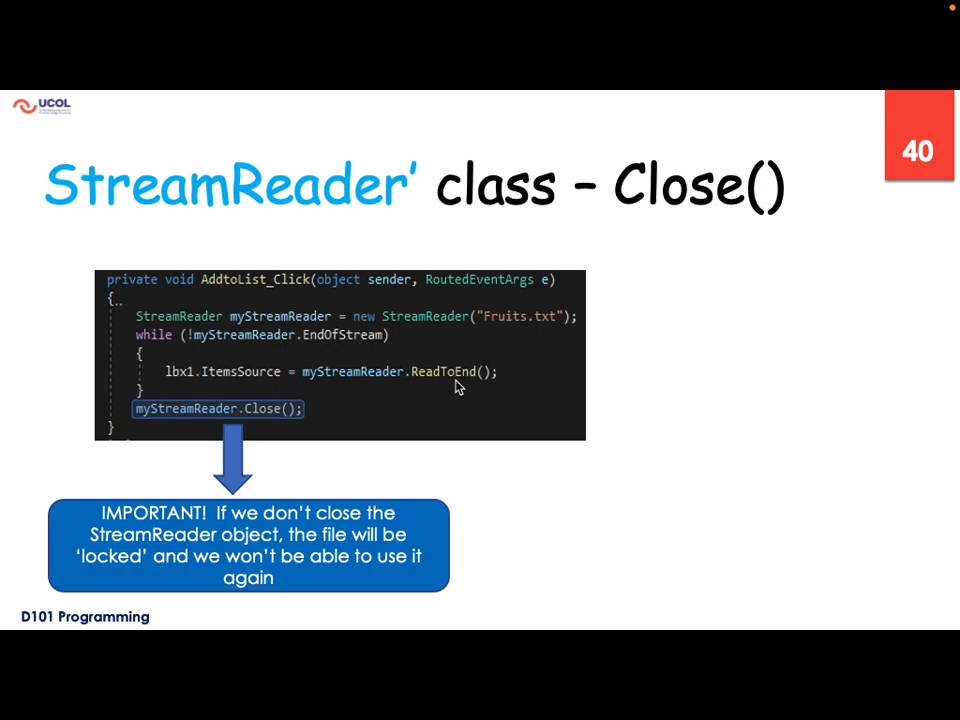 UCOL
40
StreamReader’ class – Close()
private void AddtoList_Click(object sender, RoutedEventArgs e)
{..
StreamReader myStreamReader = new StreamReader("Fruits.txt");
while (!myStreamReader.EndOfStream)
{
lbx1.ItemsSource = myStreamReader.ReadToEnd();
}
myStreamReader.Close();
}
IMPORTANT! If we don’t close the
StreamReader object, the file will be
‘locked’ and we won’t be able to use it
again
D101 Programming